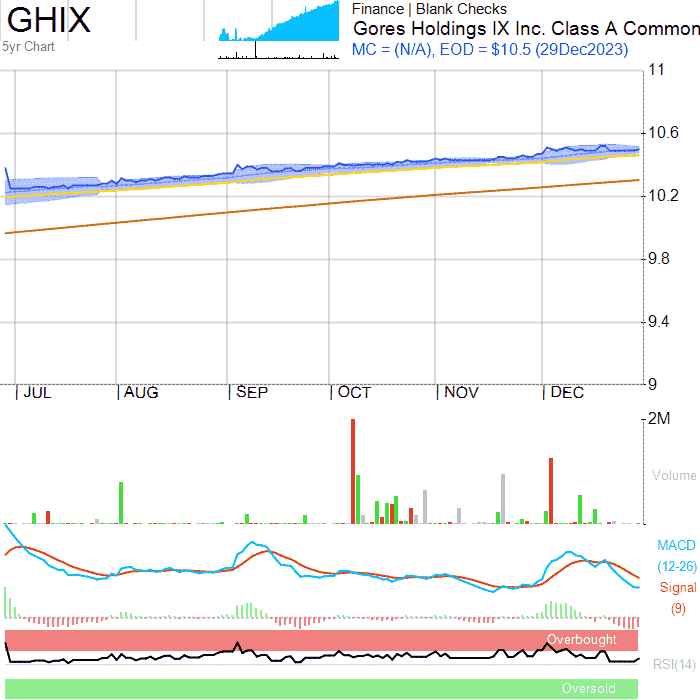 GHIX
5yr Chart
Finance | Blank Checks
Gores Holdings IX Inc. Class A Common
MC = (N/A), EOD = $10.5 (29Dec2023)
11
10.6
10.2
9.8
9.4
9
JUL AUG SEP OCT NOV DEC
2M
Volume
MACD
(12-26)
Signal
(9)
Overbought
RSI(14)
Oversold